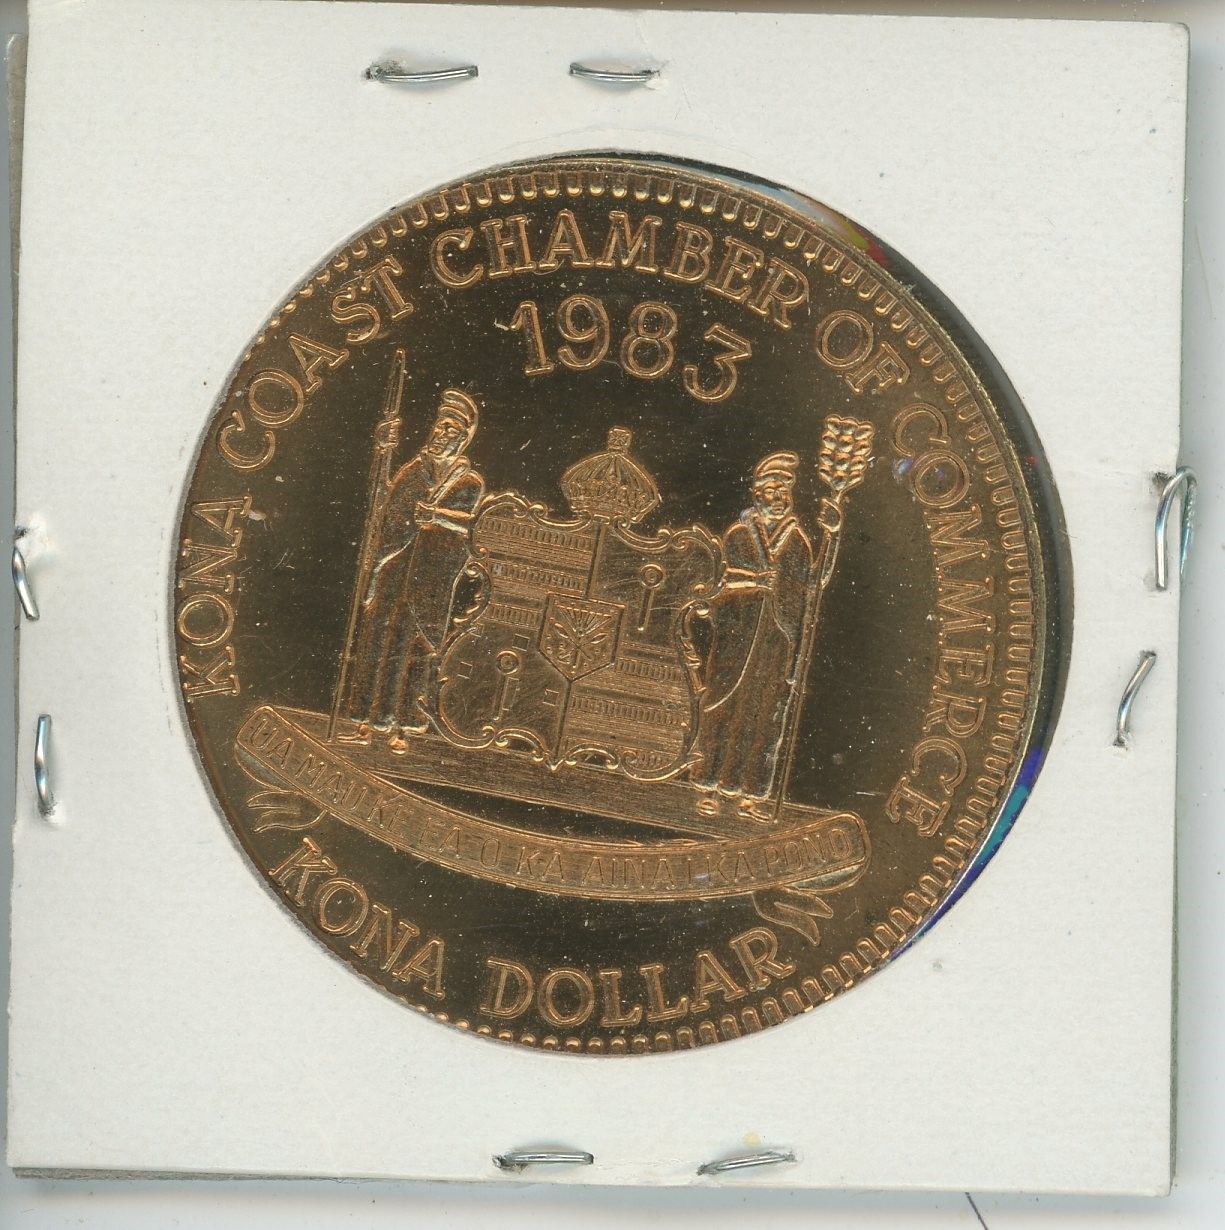 KONA COAST CHAMBER OF COMMERCE
1983
UA MAU KE EA O KA AINA I KA PONO
KONA DOLLAR